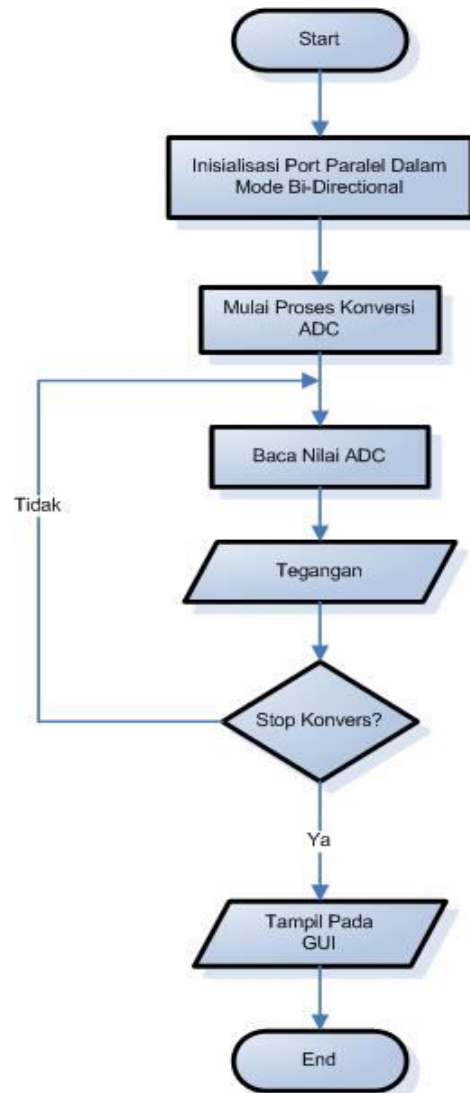 Start
Inisialisasi Port Paralel Dalam
Mode Bi-Directional
Mulai Proses Konversi
ADC
Baca Nilai ADC
Tidak
Tegangan
Stop Konvers?
Ya
Tampil Pada
GUI
End